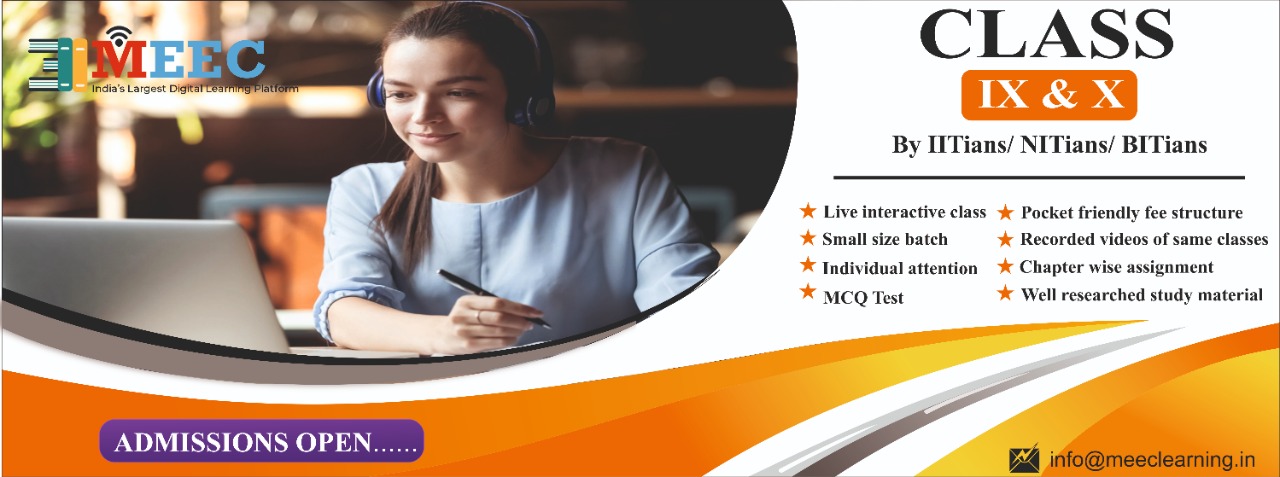 MEEC
India's Largest Digital Learning Platform
CLASS
IX & X
By IITians/ NITians/ BITians
Live interactive class
Small size batch
Individual attention
MCQ Test
Pocket friendly fee structure
Recorded videos of same classes
Chapter wise assignment
Well researched study material
ADMISSIONS OPEN......
info@meeclearning.in